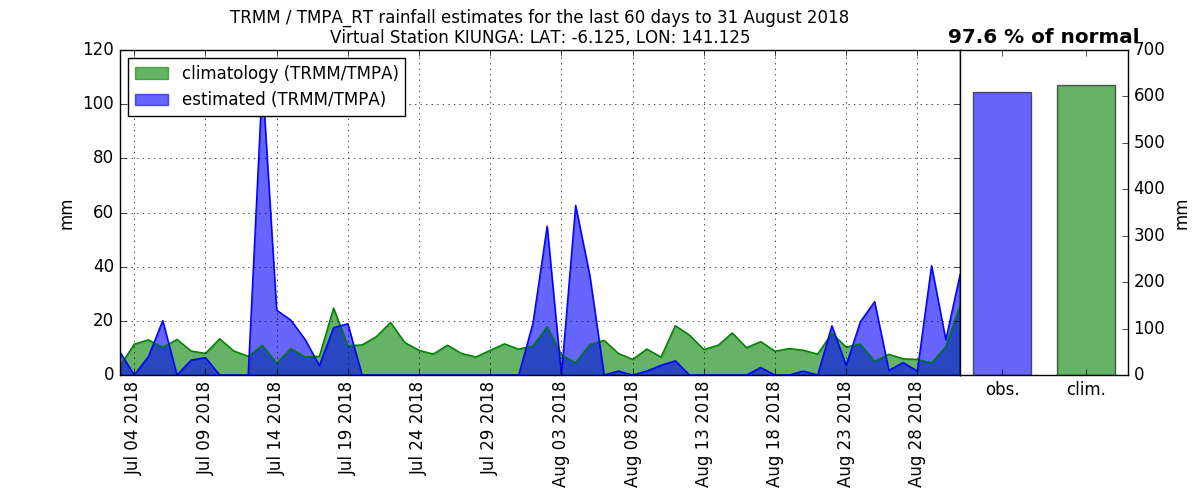 TRMM / TMPA_RT rainfall estimates for the last 60 days to 31 August 2018
Virtual Station KIUNGA: LAT: -6.125, LON: 141.125
97.6 % of normal
climatology (TRMM/TMPA)
estimated (TRMM/TMPA)
120
100
80
60
40
20
0
mm
Jul 04 2018
Jul 09 2018
Jul 14 2018
Jul 19 2018
Jul 24 2018
Jul 29 2018
Aug 03 2018
Aug 08 2018
Aug 13 2018
Aug 18 2018
Aug 23 2018
Aug 28 2018
700
600
500
400
300
200
100
0
mm
obs.
clim.